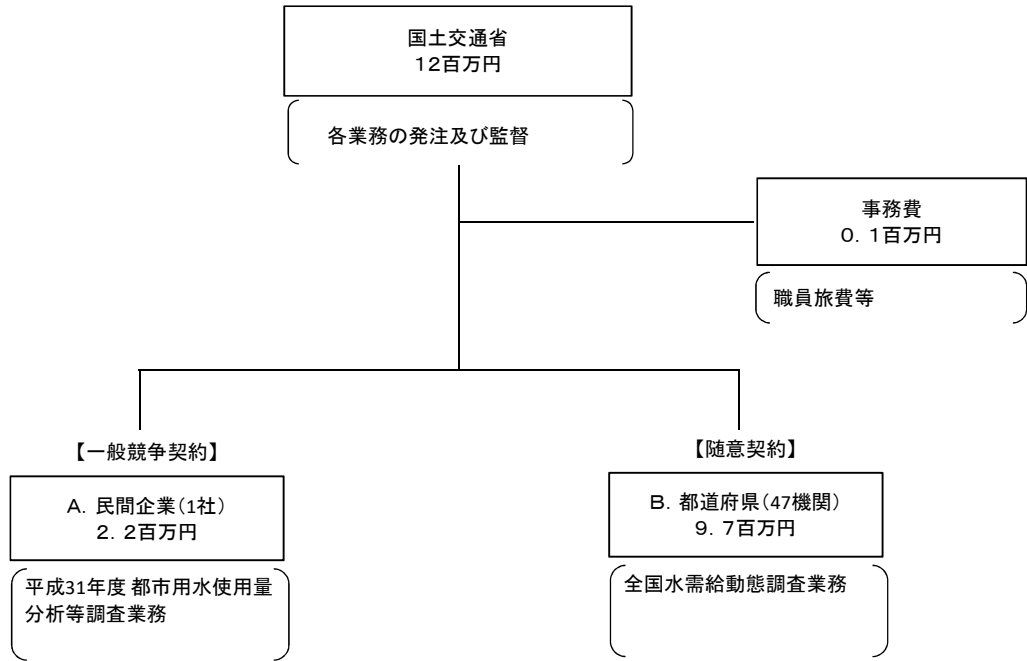 国土交通省
12百万円
各業務の発注及び監督
事務費
0．1百万円
職員旅費等
【一般競争契約】
A．民間企業(1社)
2．2百万円
平成31年度 都市用水使用量
分析等調査業務
【随意契約】
B．都道府県(47機関)
9．7百万円
全国水需給動態調査業務